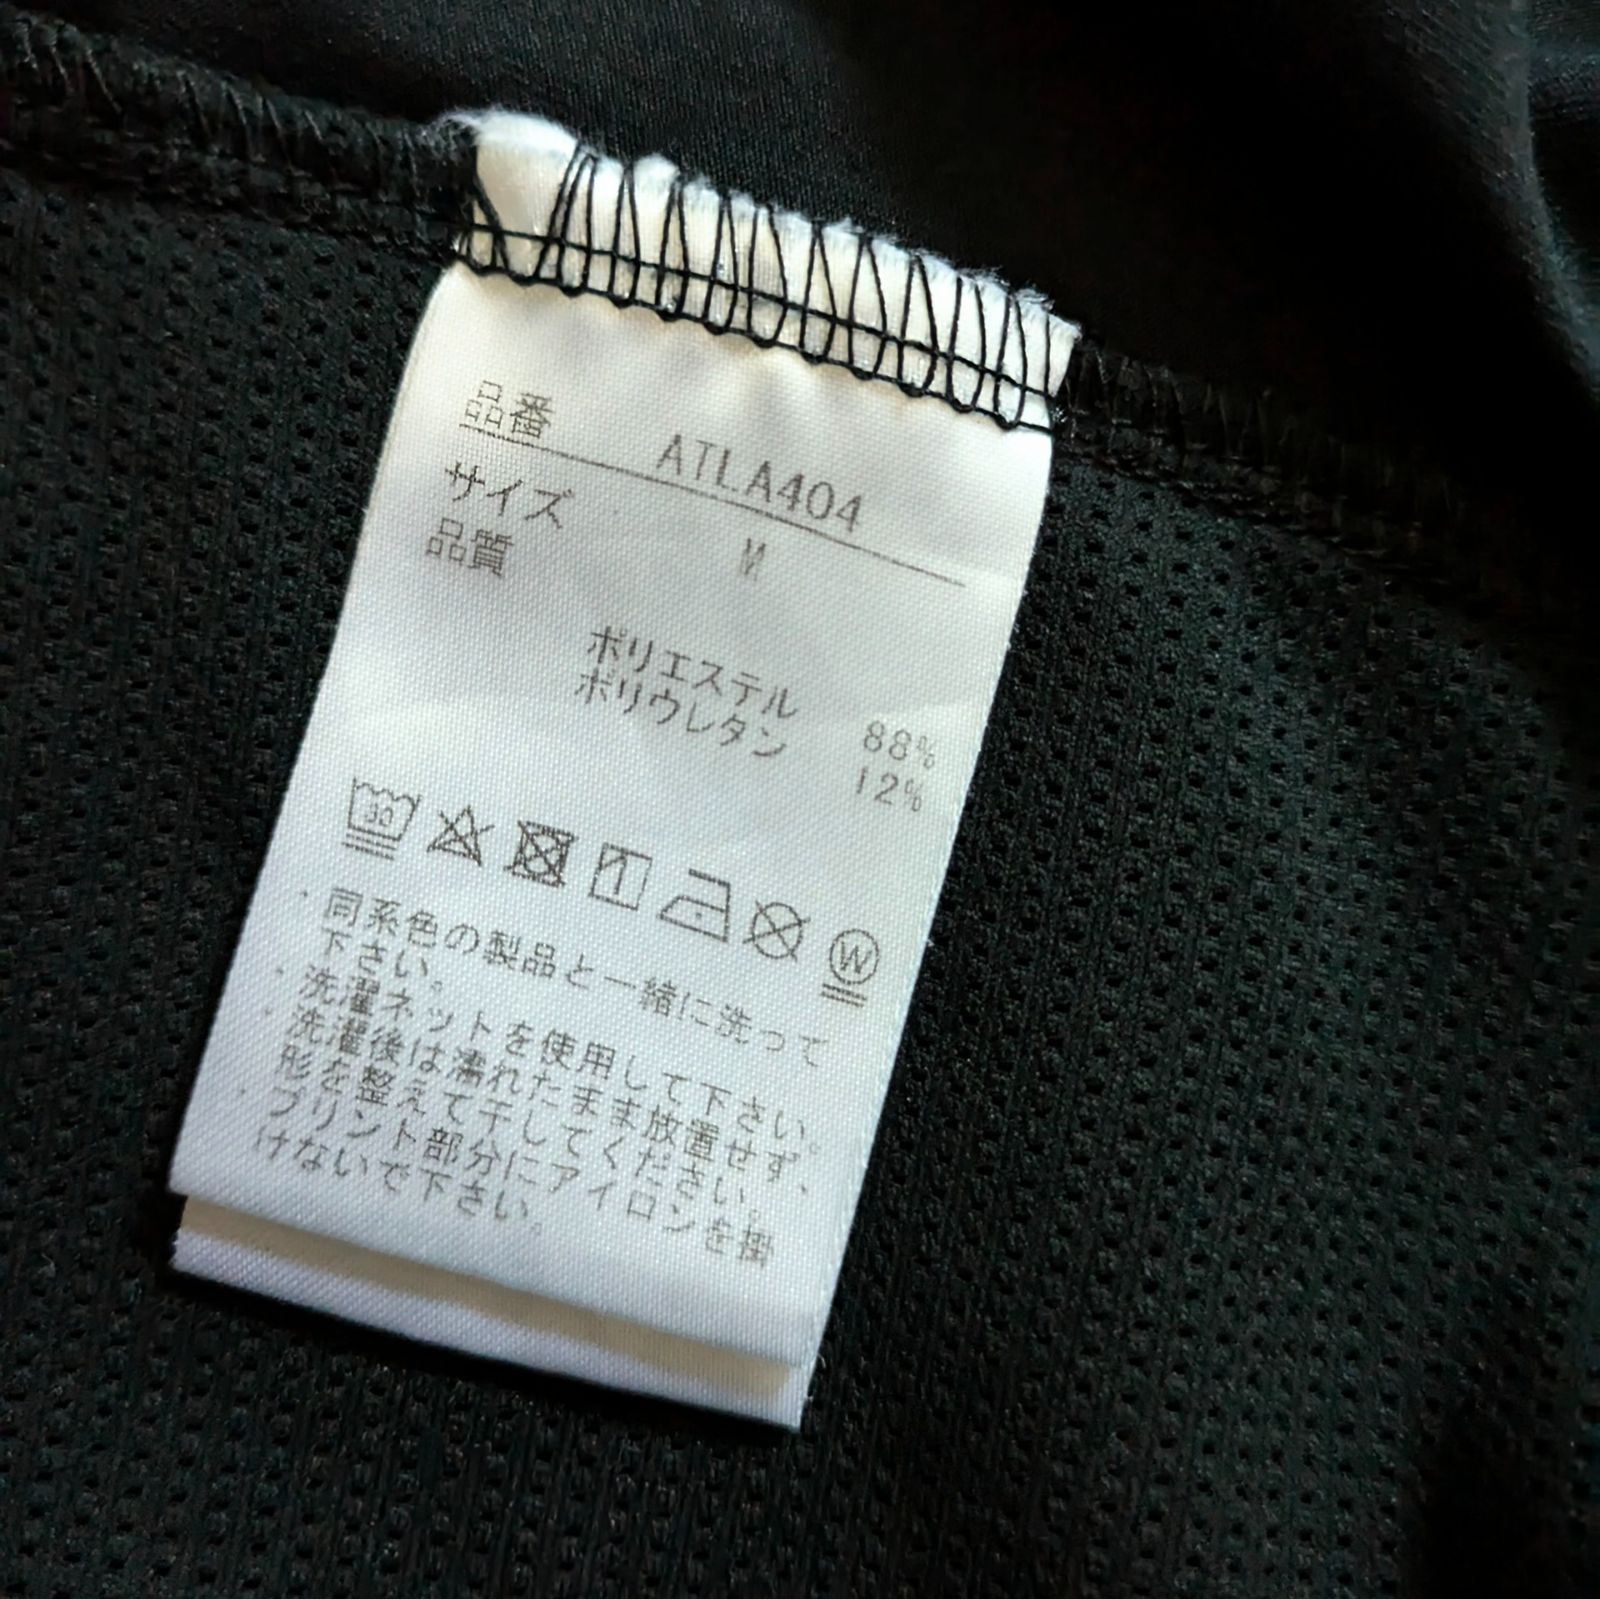 品番 ATLA404
サイズ M
品質
ポリエステル 88%
ポリウレタン 12%
30
W
・同系色の製品と一緒に洗って
下さい。
・洗濯ネットを使用して下さい。
・洗濯後は濡れたまま放置せず、
形を整えて干してください。
・プリント部分にアイロンを掛
けないで下さい。